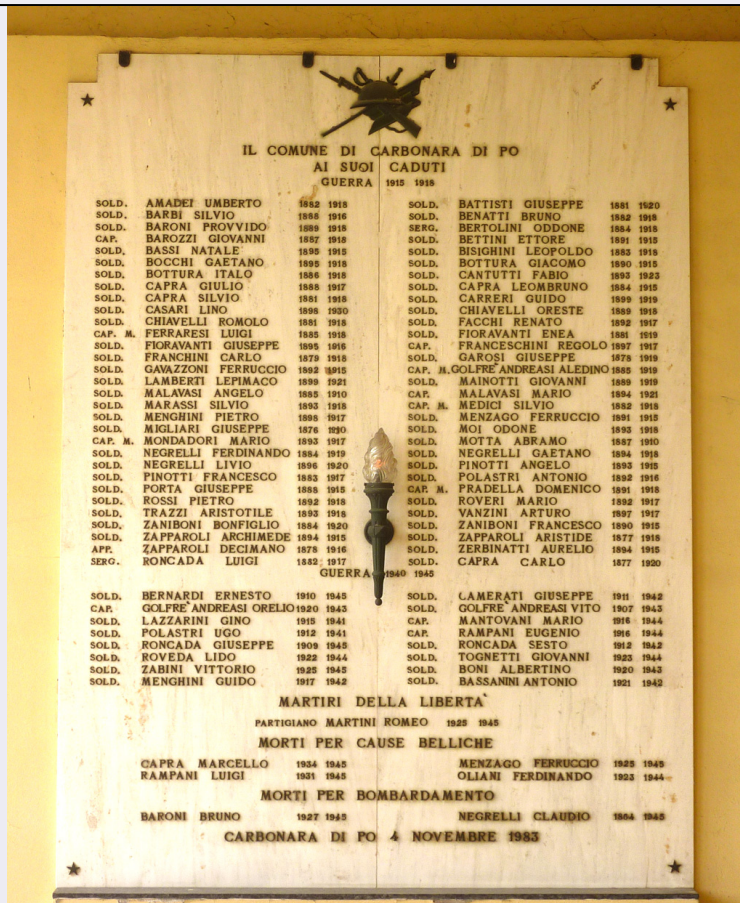 IL COMUNE DI CARBONARA DI PO
AI SUOI CADUTI
GUERRA 1915 1918
SOLD. AMADEI UMBERTO 1882 1918
SOLD. BARBI SILVIO 1888 1916
SOLD. BARONI PROVVIDO 1889 1918
CAP. BAROZZI GIOVANNI 1887 1918
SOLD. BASSI NATALE 1895 1915
SOLD. BOCCHI GAETANO 1895 1918
SOLD. BOTTURA ITALO 1886 1918
SOLD. CAPRA GIULIO 1888 1917
SOLD. CAPRA SILVIO 1881 1918
SOLD. CASARI LINO 1898 1930
SOLD. CHIAVELLI ROMOLO 1881 1918
CAP. M. FERRARESI LUIGI 1885 1918
SOLD. FIORAVANTI GIUSEPPE 1895 1916
SOLD. FRANCHINI CARLO 1879 1918
SOLD. GAVAZZONI FERRUCCIO 1892 1915
SOLD. LAMBERTI LEPIMACO 1899 1921
SOLD. MALAVASI ANGELO 1885 1910
SOLD. MARASSI SILVIO 1893 1918
SOLD. MENGHINI PIETRO 1898 1917
SOLD. MIGLIARI GIUSEPPE 1876
CAP. M. MONDADORI MARIO 1893 1917
SOLD. NEGRELLI FERDINANDO 1884 1919
SOLD. NEGRELLI LIVIO 1896 1920
SOLD. PINOTTI FRANCESCO 1883 1917
SOLD. PORTA GIUSEPPE 1888 1915
SOLD. ROSSI PIETRO 1892 1918
SOLD. TRAZZI ARISTOTILE 1893 1918
SOLD. ZANIBONI BONFIGLIO 1884 1920
SOLD. ZAPPAROLI ARCHIMEDE 1894 1915
APP. ZAPPAROLI DECIMANO 1878 1916
SERG. RONCADA LUIGI 1882 1917
SOLD. BATTISTI GIUSEPPE 1881 1920
SOLD. BENATTI BRUNO 1882 1918
SERG. BERTOLINI ODDONE 1884 1918
SOLD. BETTINI ETTORE 1891 1915
SOLD. BISIGHINI LEOPOLDO 1883 1918
SOLD. BOTTURA GIACOMO 1890 1918
SOLD. CANTUTTI FABIO 1893 1923
SOLD. CAPRA LEOMBRUNO 1884 1915
SOLD. CARRERI GUIDO 1899 1919
SOLD. CHIAVELLI ORESTE 1889 1918
SOLD. FACCHI RENATO 1892 1917
SOLD. FIORAVANTI ENEA 1881 1919
CAP. FRANCESCHINI REGOLO 1897 1917
SOLD. GAROSI GIUSEPPE 1878 1919
CAP. M. GOLFRE` ANDREASI ALEDINO 1885 1919
SOLD. MAINOTTI GIOVANNI 1889 1919
CAP. MALAVASI MARIO 1894 1921
CAP. M. MEDICI SILVIO 1882 1918
SOLD. MENZAGO FERRUCCIO 1891 1915
SOLD. MOI ODONE 1893 1918
SOLD. MOTTA ABRAMO 1887 1910
SOLD. NEGRELLI GAETANO 1894 1918
SOLD. PINOTTI ANGELO 1893 1915
SOLD. POLASTRI ANTONIO 1892 1916
CAP. M. PRADELLA DOMENICO 1891 1918
SOLD. ROVERI MARIO 1892 1917
SOLD. VANZINI ARTURO 1897 1917
SOLD. ZANIBONI FRANCESCO 1890 1915
SOLD. ZAPPAROLI ARISTIDE 1877 1918
SOLD. ZERBINATTI AURELIO 1894 1915
SOLD. CAPRA CARLO 1877 1920
GUERRA 1940 1945
SOLD. BERNARDI ERNESTO 1910 1945
CAP. GOLFRE` ANDREASI ORELIO 1920 1943
SOLD. LAZZARINI GINO 1915 1941
SOLD. POLASTRI UGO 1912 1941
SOLD. RONCADA GIUSEPPE 1909 1945
SOLD. ROVEDA LIDO 1922 1944
SOLD. ZABINI VITTORIO 1925 1945
SOLD. MENGHINI GUIDO 1917 1942
SOLD. CAMERATI GIUSEPPE 1911 1942
SOLD. GOLFRE` ANDREASI VITO 1907 1943
CAP. MANTOVANI MARIO 1916 1944
CAP. RAMPANI EUGENIO 1916 1944
SOLD. RONCADA SESTO 1912 1942
SOLD. TOGNETTI GIOVANNI 1923 1944
SOLD. BONI ALBERTINO 1920 1943
SOLD. BASSANINI ANTONIO 1921 1942
MARTIRI DELLA LIBERTA`
PARTIGIANO MARTINI ROMEO 1925 1945
MORTI PER CAUSE BELLICHE
CAPRA MARCELLO 1934 1945
RAMPANI LUIGI 1931 1945
MENZAGO FERRUCCIO 1925 1945
OLIANI FERDINANDO 1923 1944
MORTI PER BOMBARDAMENTO
BARONI BRUNO 1927 1945
NEGRELLI CLAUDIO 1864 1945
CARBONARA DI PO 4 NOVEMBRE 1983